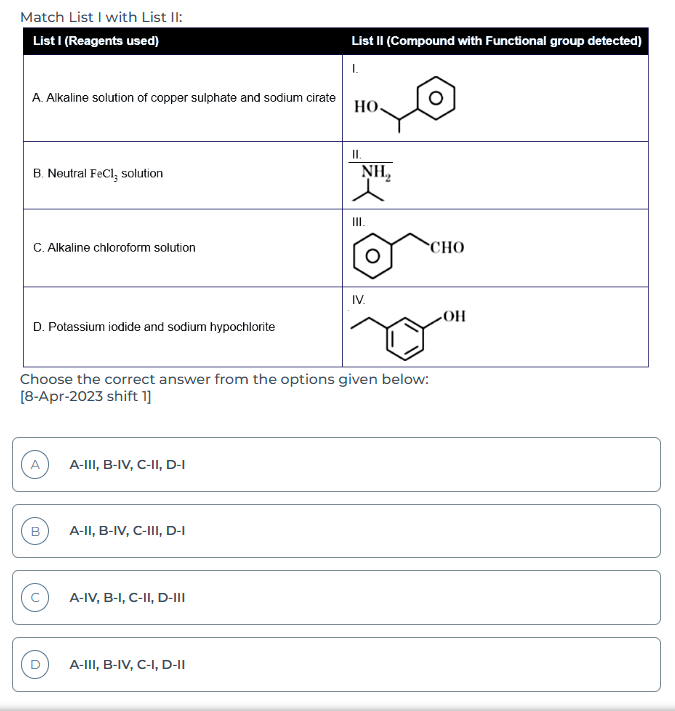 Match List I with List II:
List I (Reagents used) List II (Compound with Functional group detected)
I.
A. Alkaline solution of copper sulphate and sodium cirate
HO
II.
B. Neutral FeCl₃ solution
NH₂
III.
C. Alkaline chloroform solution
CHO
IV.
OH
D. Potassium iodide and sodium hypochlorite
Choose the correct answer from the options given below:
[8-Apr-2023 shift 1]
A A-III, B-IV, C-II, D-I
B A-II, B-IV, C-III, D-I
C A-IV, B-I, C-II, D-III
D A-III, B-IV, C-I, D-II